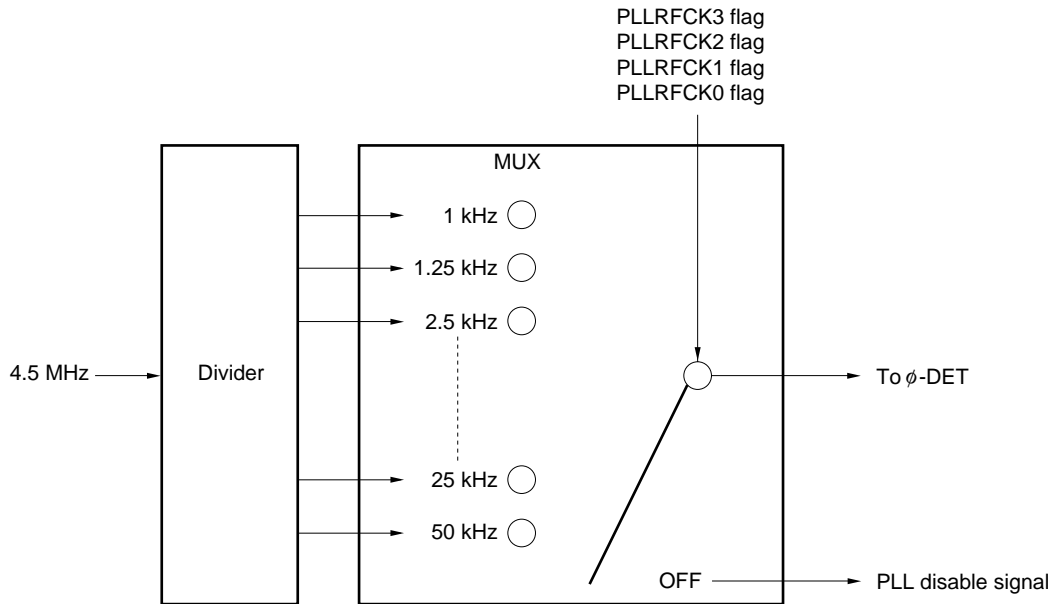 PLLRFCK3 flag
PLLRFCK2 flag
PLLRFCK1 flag
PLLRFCK0 flag
MUX
1 kHz
1.25 kHz
2.5 kHz
4.5 MHz
Divider
To ϕ-DET
25 kHz
50 kHz
OFF
PLL disable signal